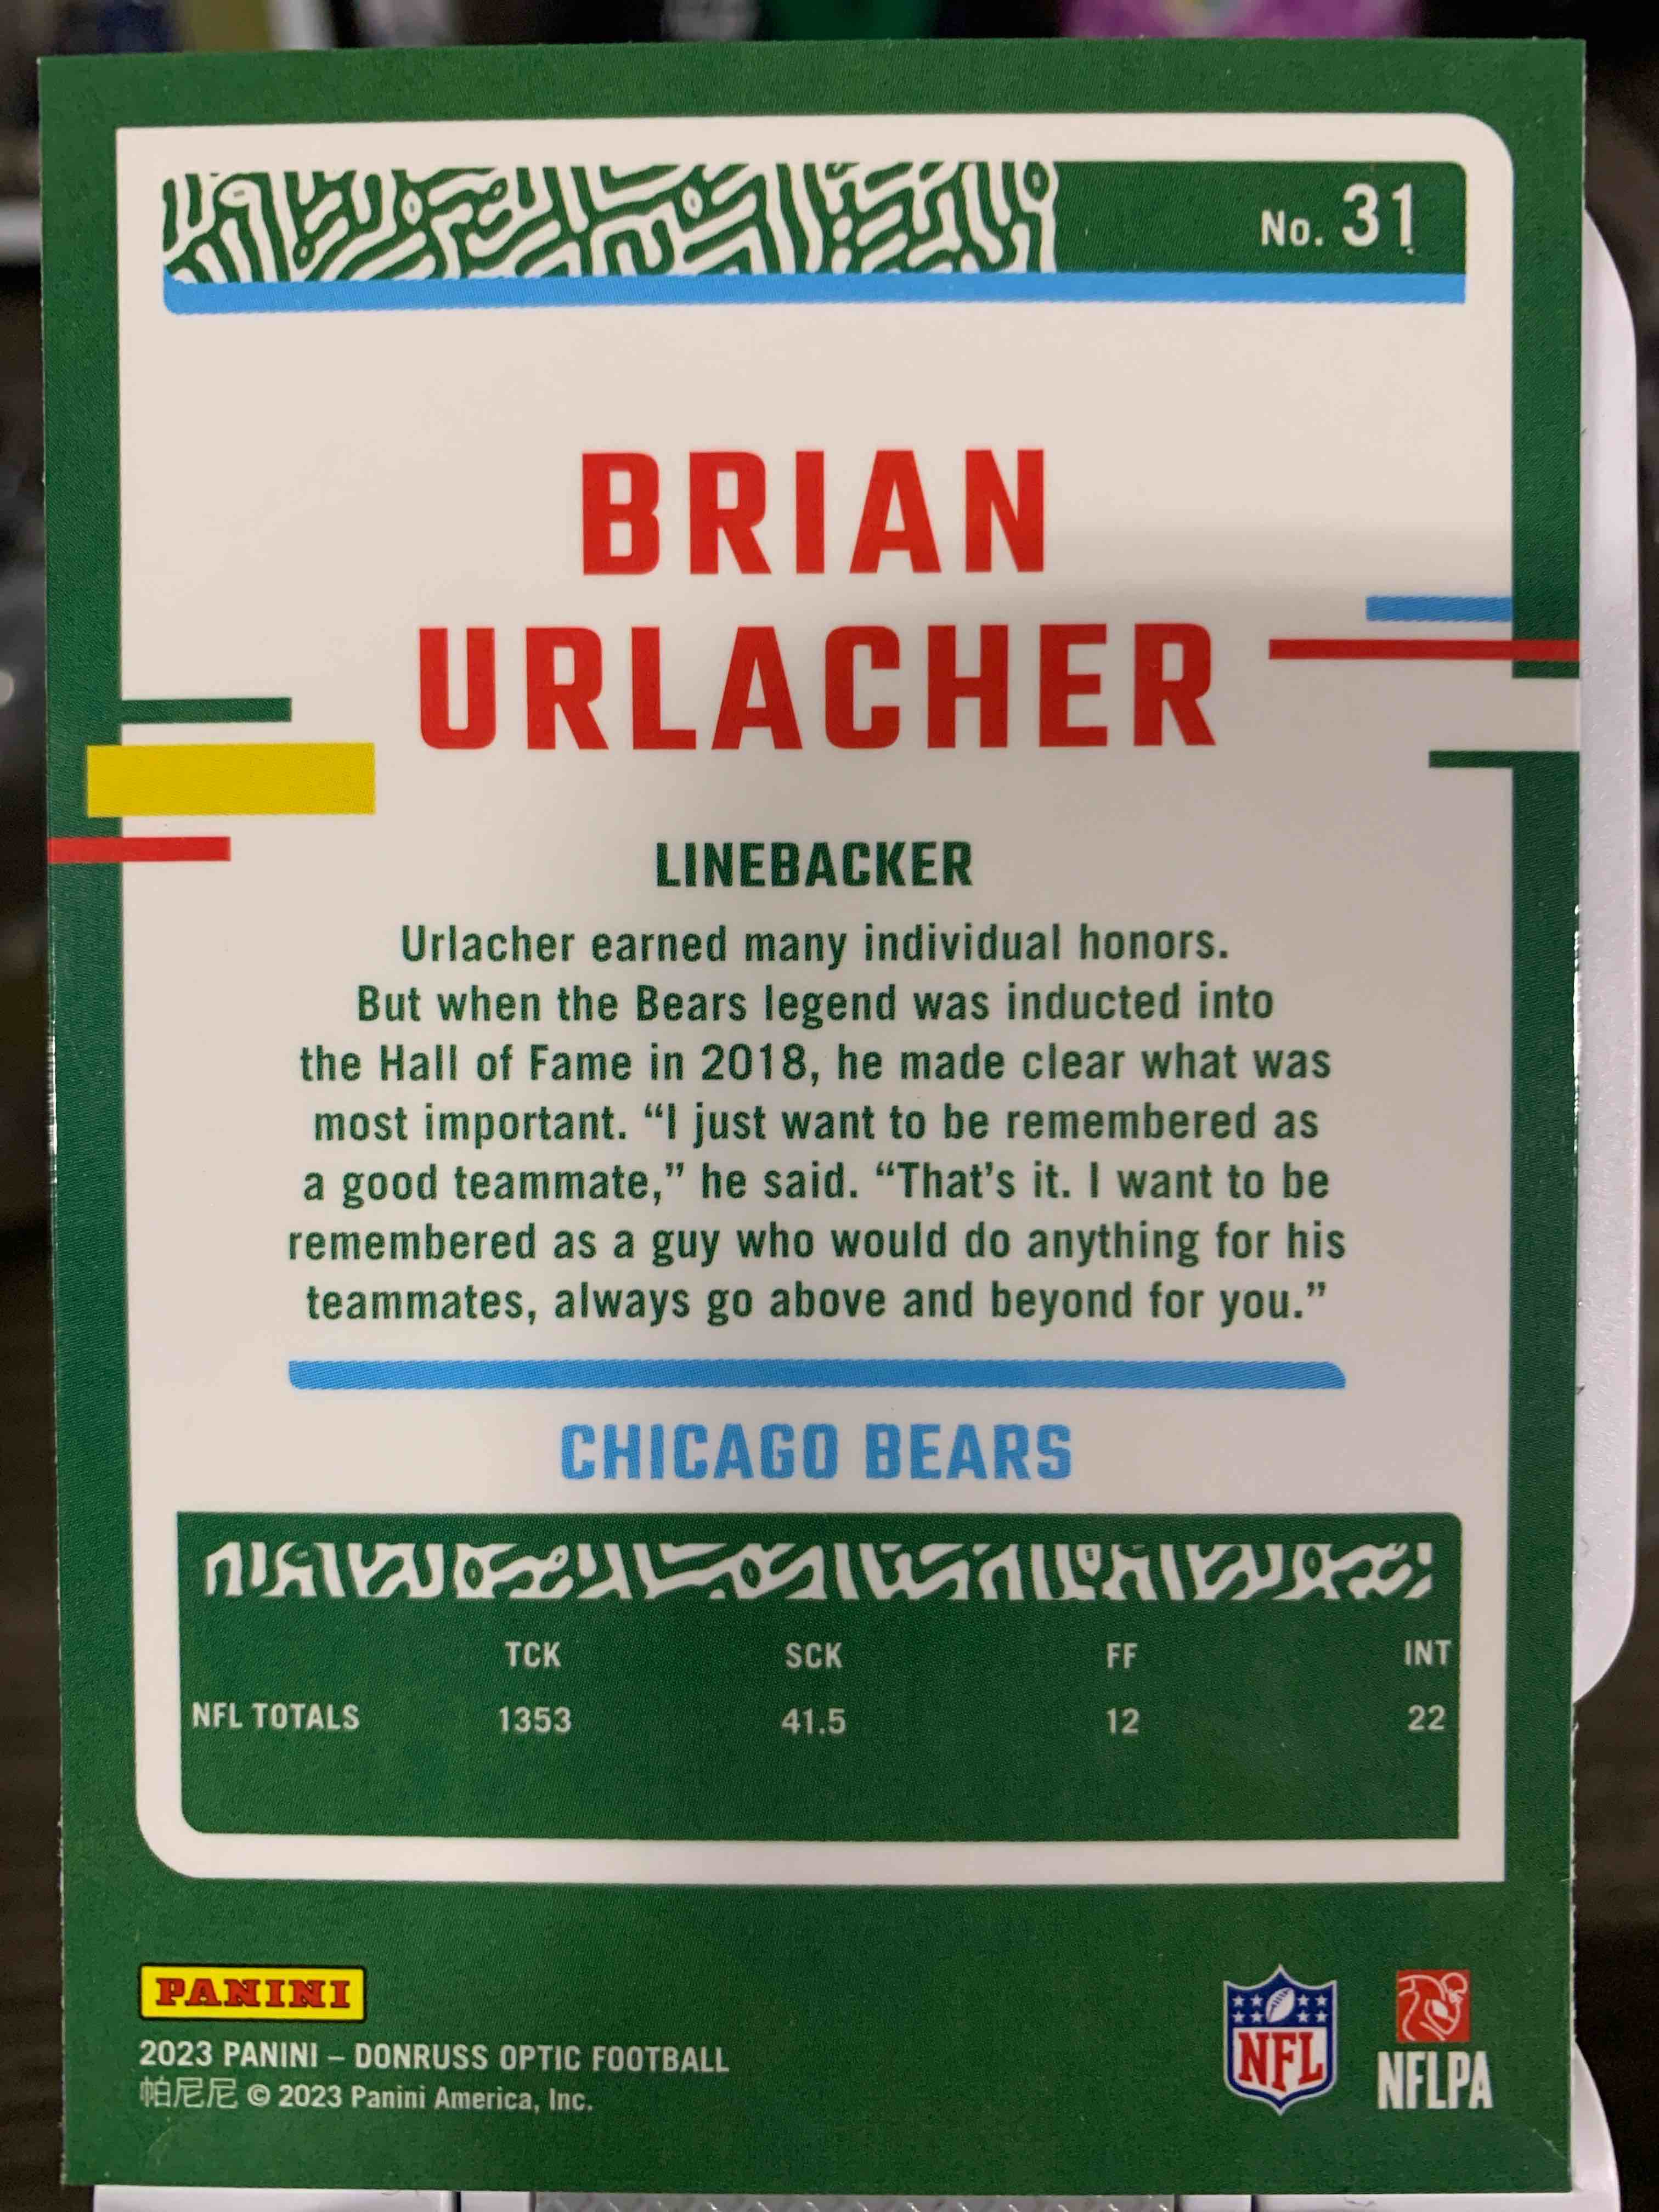 No. 31
BRIAN
URLACHER
LINEBACKER
Urlacher earned many individual honors.
But when the Bears legend was inducted into
the Hall of Fame in 2018, he made clear what was
most important. “I just want to be remembered as
a good teammate,” he said. “That’s it. I want to be
remembered as a guy who would do anything for his
teammates, always go above and beyond for you.”
CHICAGO BEARS
TCK SCK FF INT
NFL TOTALS 1353 41.5 12 22
PANINI
2023 PANINI – DONRUSS OPTIC FOOTBALL
帕尼尼 © 2023 Panini America, Inc.
NFL
NFLPA